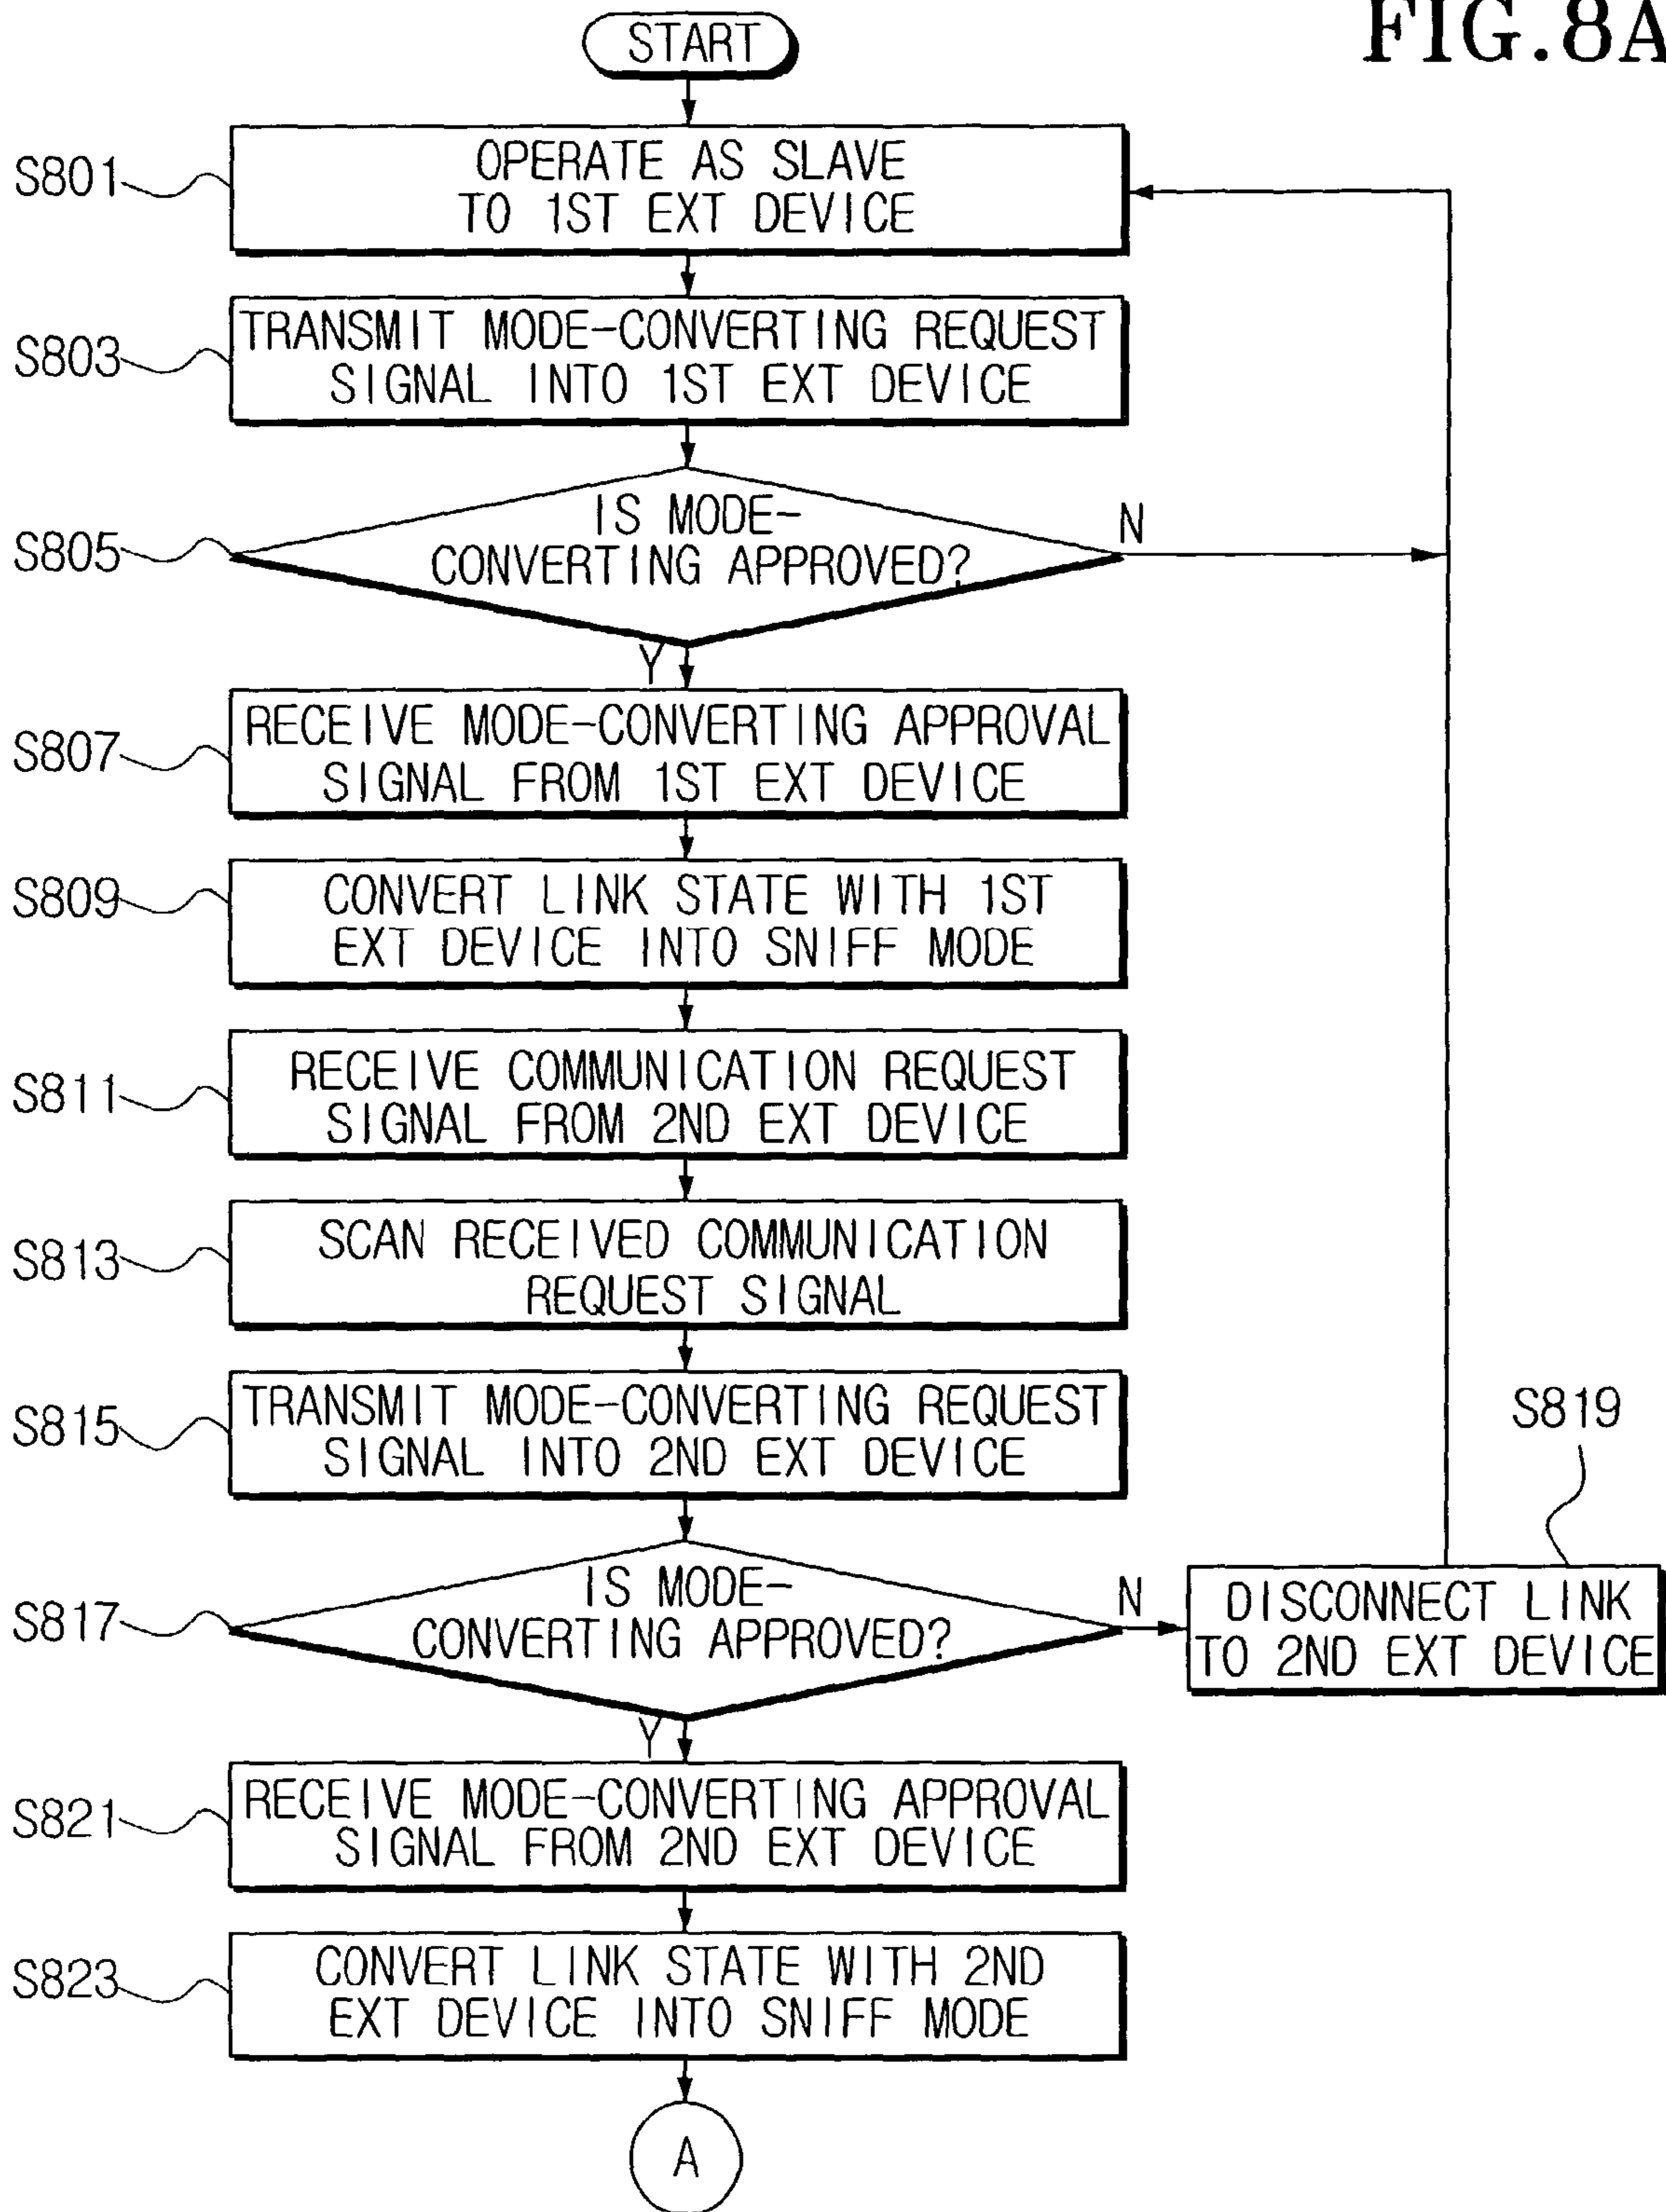 FIG.8A
START
S801
OPERATE AS SLAVE
TO 1ST EXT DEVICE
S803
TRANSMIT MODE-CONVERTING REQUEST
SIGNAL INTO 1ST EXT DEVICE
S805
IS MODE-
CONVERTING APPROVED?
N
Y
S807
RECEIVE MODE-CONVERTING APPROVAL
SIGNAL FROM 1ST EXT DEVICE
S809
CONVERT LINK STATE WITH 1ST
EXT DEVICE INTO SNIFF MODE
S811
RECEIVE COMMUNICATION REQUEST
SIGNAL FROM 2ND EXT DEVICE
S813
SCAN RECEIVED COMMUNICATION
REQUEST SIGNAL
S815
TRANSMIT MODE-CONVERTING REQUEST
SIGNAL INTO 2ND EXT DEVICE
S817
IS MODE-
CONVERTING APPROVED?
N
S819
DISCONNECT LINK
TO 2ND EXT DEVICE
Y
S821
RECEIVE MODE-CONVERTING APPROVAL
SIGNAL FROM 2ND EXT DEVICE
S823
CONVERT LINK STATE WITH 2ND
EXT DEVICE INTO SNIFF MODE
A